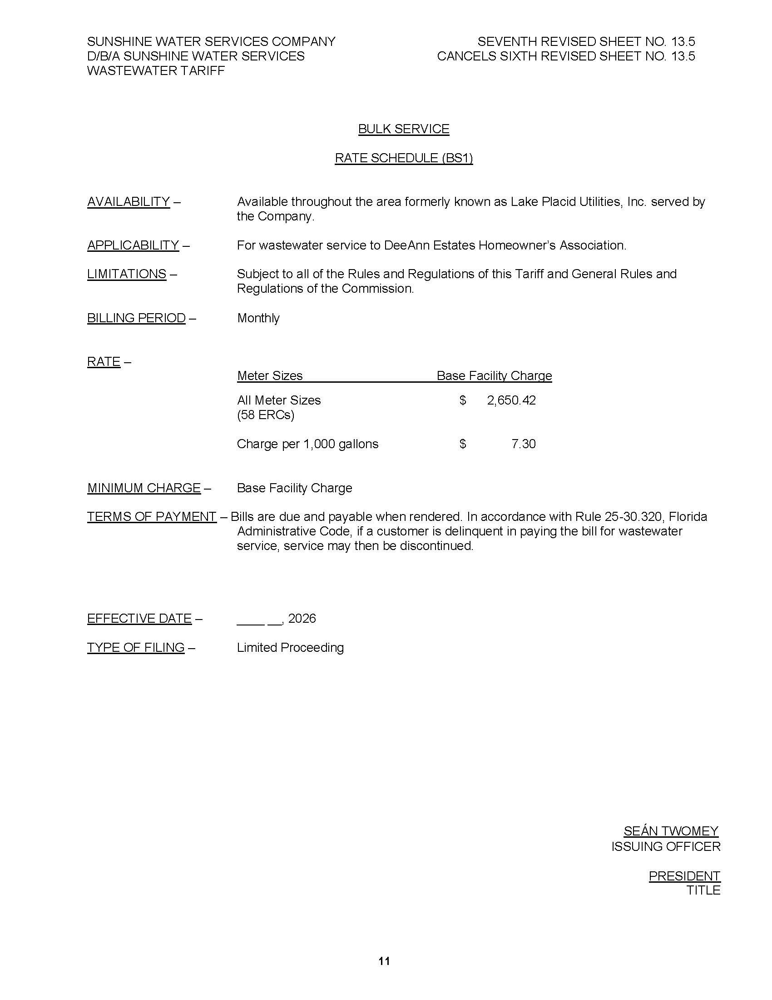 SUNSHINE WATER SERVICES COMPANY SEVENTH REVISED SHEET NO. 13.5
D/B/A SUNSHINE WATER SERVICES CANCELS SIXTH REVISED SHEET NO. 13.5
WASTEWATER TARIFF
BULK SERVICE
RATE SCHEDULE (BS1)
AVAILABILITY – Available throughout the area formerly known as Lake Placid Utilities, Inc. served by
the Company.
APPLICABILITY – For wastewater service to DeeAnn Estates Homeowner’s Association.
LIMITATIONS – Subject to all of the Rules and Regulations of this Tariff and General Rules and
Regulations of the Commission.
BILLING PERIOD – Monthly
RATE –
Meter Sizes Base Facility Charge
All Meter Sizes $ 2,650.42
(58 ERCs)
Charge per 1,000 gallons $ 7.30
MINIMUM CHARGE – Base Facility Charge
TERMS OF PAYMENT – Bills are due and payable when rendered. In accordance with Rule 25-30.320, Florida
Administrative Code, if a customer is delinquent in paying the bill for wastewater
service, service may then be discontinued.
EFFECTIVE DATE – ____ __, 2026
TYPE OF FILING – Limited Proceeding
SEÁN TWOMEY
ISSUING OFFICER
PRESIDENT
TITLE
11